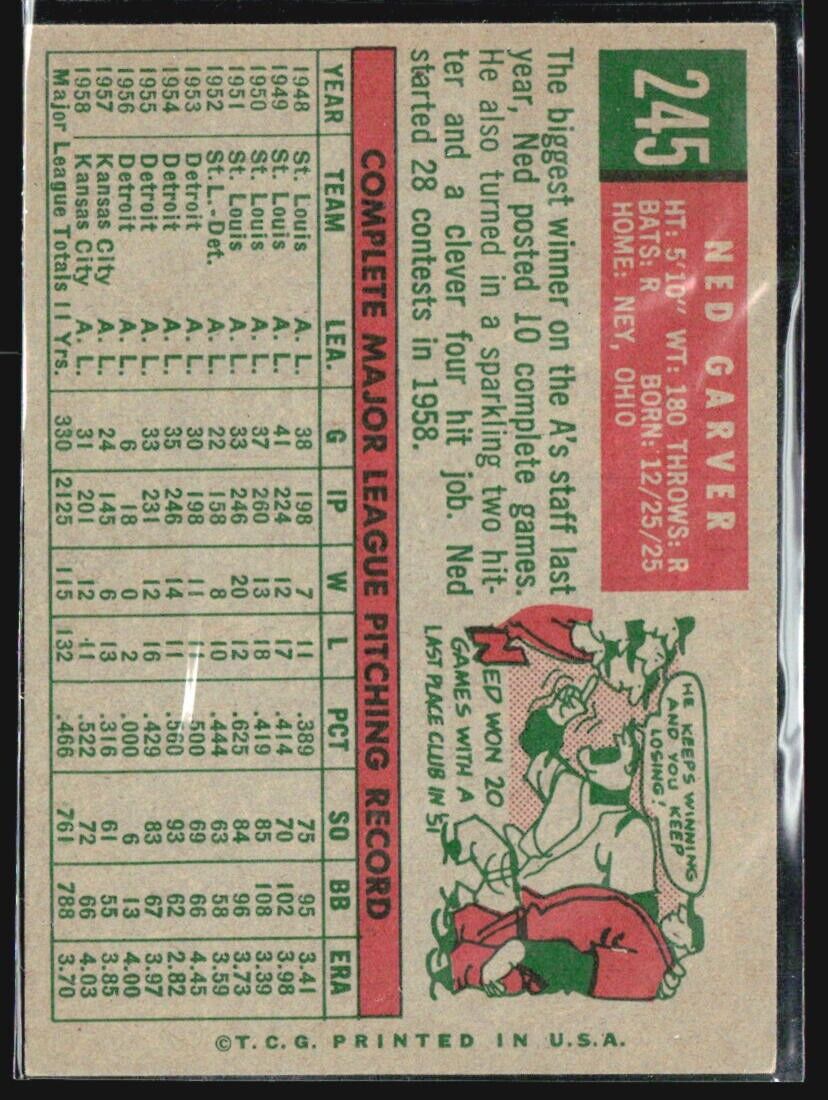 245
NED GARVER
HT: 5'10" WT: 180 THROWS: R
BATS: R BORN: 12/25/25
HOME: NEY, OHIO
The biggest winner on the A's staff last
year, Ned posted 10 complete games.
He also turned in a sparkling two hit-
ter and a clever four hit job. Ned
started 28 contests in 1958.
HE KEEPS WINNING
AND YOU KEEP
LOSING!
NED WON 20
GAMES WITH A
LAST PLACE CLUB IN '51
COMPLETE MAJOR LEAGUE PITCHING RECORD
YEAR TEAM LEA. G IP W L PCT SO BB ERA
1948 St. Louis A. L. 38 198 7 11 .389 75 95 3.41
1949 St. Louis A. L. 41 224 12 17 .414 70 102 3.98
1950 St. Louis A. L. 37 260 13 18 .419 85 108 3.39
1951 St. Louis A. L. 33 246 20 12 .625 84 96 3.73
1952 St.L.-Det. A. L. 22 158 8 10 .444 63 58 3.59
1953 Detroit A. L. 30 198 11 11 .500 69 66 4.45
1954 Detroit A. L. 35 246 14 11 .560 93 62 2.82
1955 Detroit A. L. 33 231 12 16 .429 83 67 3.97
1956 Detroit A. L. 6 18 0 2 .000 6 13 4.00
1957 Kansas City A. L. 24 145 6 13 .316 61 55 3.85
1958 Kansas City A. L. 31 201 12 11 .522 72 66 4.03
Major League Totals 11 Yrs. 330 2125 115 132 .466 761 788 3.70
©T.C.G. PRINTED IN U.S.A.